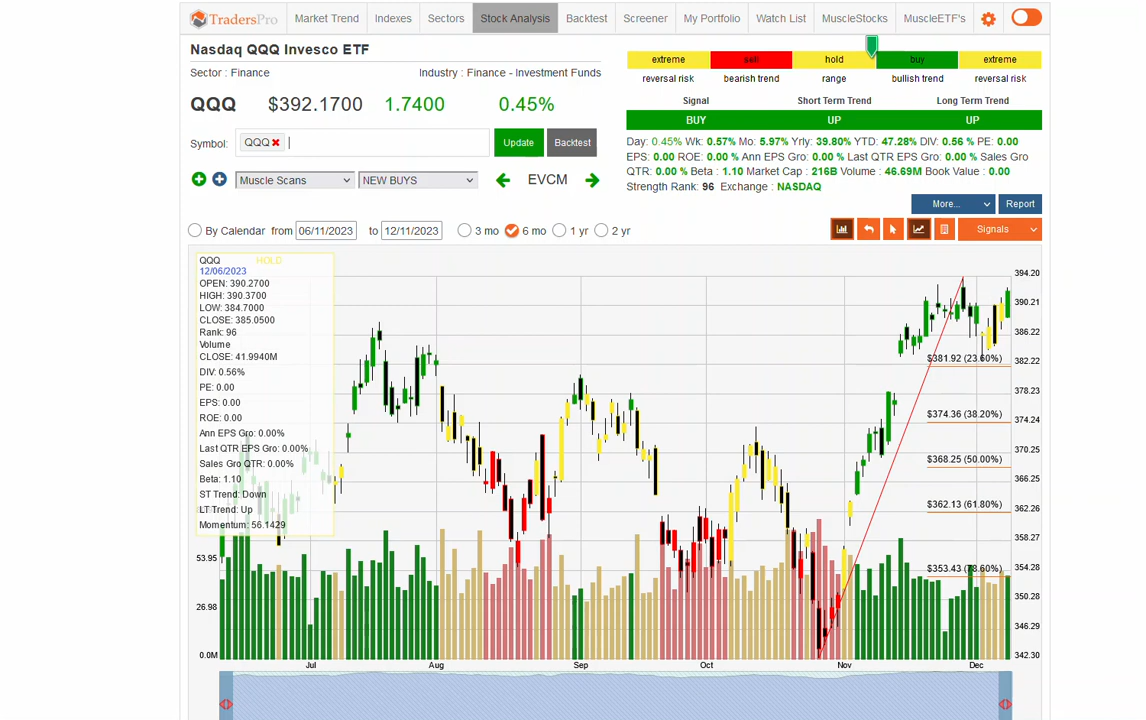 TradersPro
Market Trend
Indexes
Sectors
Stock Analysis
Backtest
Screener
My Portfolio
Watch List
MuscleStocks
MuscleETF's
Nasdaq QQQ Invesco ETF
Sector : Finance
Industry : Finance - Investment Funds
QQQ $392.1700 1.7400 0.45%
Symbol: QQQ
Update
Backtest
Muscle Scans
NEW BUYS
EVCM
extreme sell hold buy extreme
reversal risk bearish trend range bullish trend reversal risk
Signal Short Term Trend Long Term Trend
BUY UP UP
Day: 0.45% Wk: 0.57% Mo: 5.97% Yrly: 39.80% YTD: 47.28% DIV: 0.56 % PE: 0.00
EPS: 0.00 ROE: 0.00 % Ann EPS Gro: 0.00 % Last QTR EPS Gro: 0.00 % Sales Gro
QTR: 0.00 % Beta : 1.10 Market Cap : 216B Volume : 46.69M Book Value : 0.00
Strength Rank: 96 Exchange : NASDAQ
More...
Report
By Calendar from 06/11/2023 to 12/11/2023 3 mo 6 mo 1 yr 2 yr
Signals
QQQ HOLD
12/06/2023
OPEN: 390.2700
HIGH: 390.3700
LOW: 384.7000
CLOSE: 385.0500
Rank: 96
Volume
CLOSE: 41.9940M
DIV: 0.56%
PE: 0.00
EPS: 0.00
ROE: 0.00
Ann EPS Gro: 0.00%
Last QTR EPS Gro: 0.00%
Sales Gro QTR: 0.00%
Beta: 1.10
ST Trend: Down
LT Trend: Up
Momentum: 56.1429
$381.92 (23.60%)
$374.36 (38.20%)
$368.25 (50.00%)
$362.13 (61.80%)
$353.43 (78.60%)
394.20
390.21
386.22
382.22
378.23
374.24
370.25
366.25
362.26
358.27
354.28
350.28
346.29
342.30
53.95
26.98
0.0M
Jul Aug Sep Oct Nov Dec